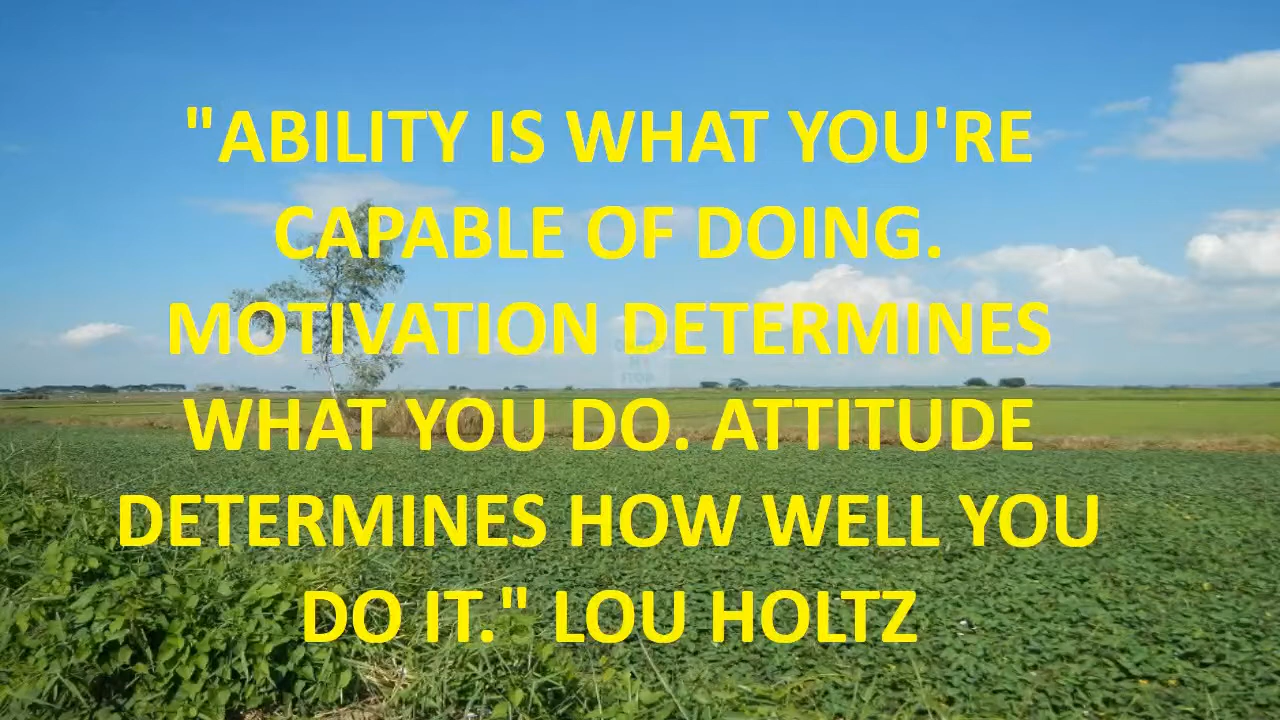 "ABILITY IS WHAT YOU'RE
CAPABLE OF DOING.
MOTIVATION DETERMINES
WHAT YOU DO. ATTITUDE
DETERMINES HOW WELL YOU
DO IT." LOU HOLTZ